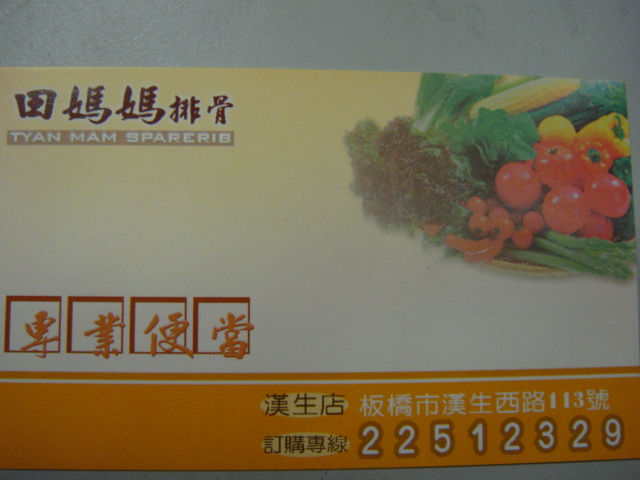 田媽媽排骨
TYAN MAM SPARERIB
專業便當
漢生店 板橋市漢生西路113號
訂購專線 22512329